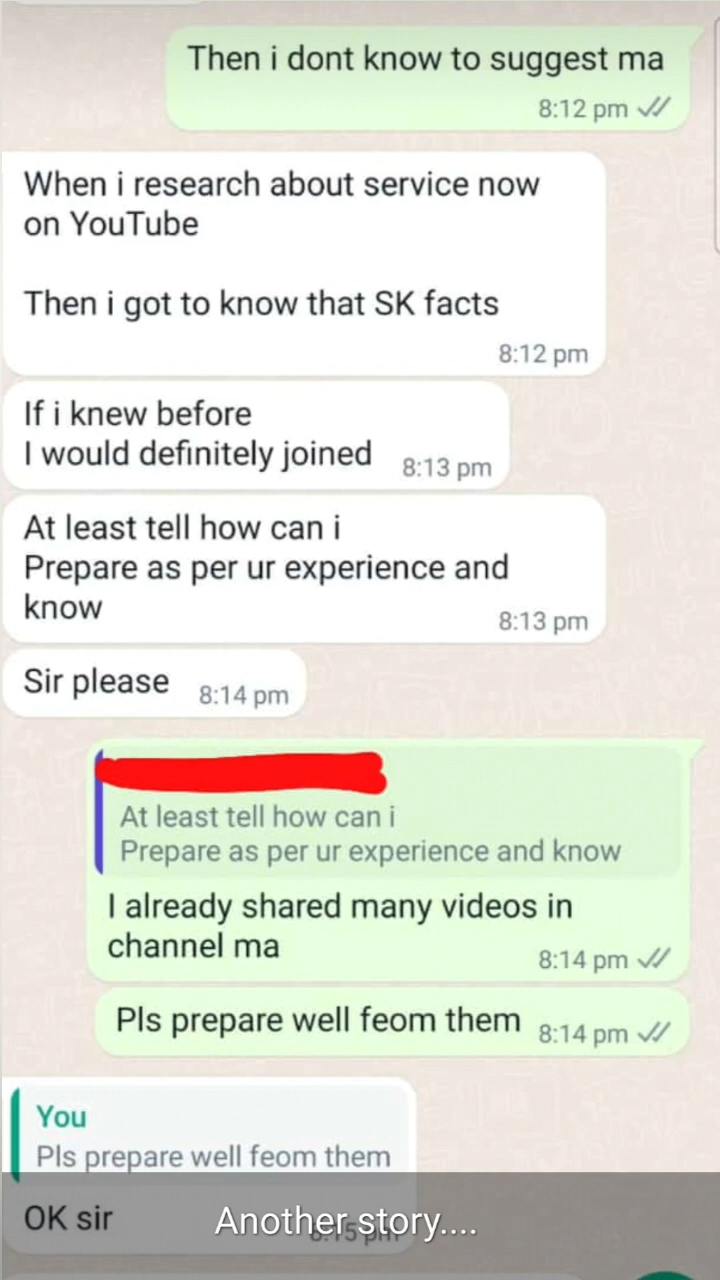 Then i dont know to suggest ma
8:12 pm
When i research about service now
on YouTube
Then i got to know that SK facts
8:12 pm
If i knew before
I would definitely joined 8:13 pm
At least tell how can i
Prepare as per ur experience and
know
8:13 pm
Sir please 8:14 pm
At least tell how can i
Prepare as per ur experience and know
I already shared many videos in
channel ma
8:14 pm
Pls prepare well feom them 8:14 pm
You
Pls prepare well feom them
OK sir
8:15 pm
Another story....